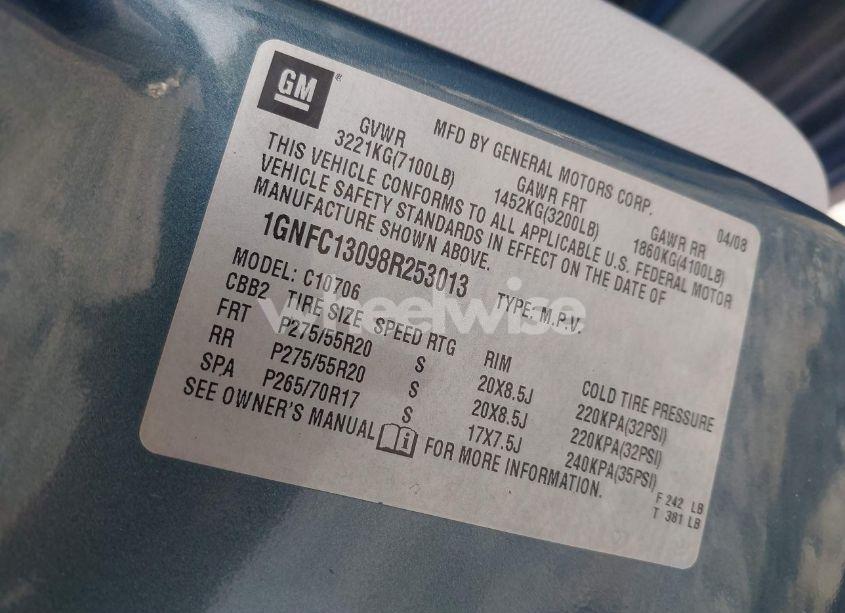 GM ®
MFD BY GENERAL MOTORS CORP. 04/08
GVWR GAWR FRT GAWR RR
3221KG(7100LB) 1452KG(3200LB) 1860KG(4100LB)
THIS VEHICLE CONFORMS TO ALL APPLICABLE U.S. FEDERAL MOTOR
VEHICLE SAFETY STANDARDS IN EFFECT ON THE DATE OF
MANUFACTURE SHOWN ABOVE.
1GNFC13098R253013 TYPE: M.P.V.
MODEL: C10706
CBB2 TIRE SIZE SPEED RTG RIM COLD TIRE PRESSURE
FRT P275/55R20 S 20X8.5J 220KPA(32PSI)
RR P275/55R20 S 20X8.5J 220KPA(32PSI)
SPA P265/70R17 S 17X7.5J 240KPA(35PSI)
SEE OWNER'S MANUAL FOR MORE INFORMATION.
F 242 LB
T 381 LB
wheelwise